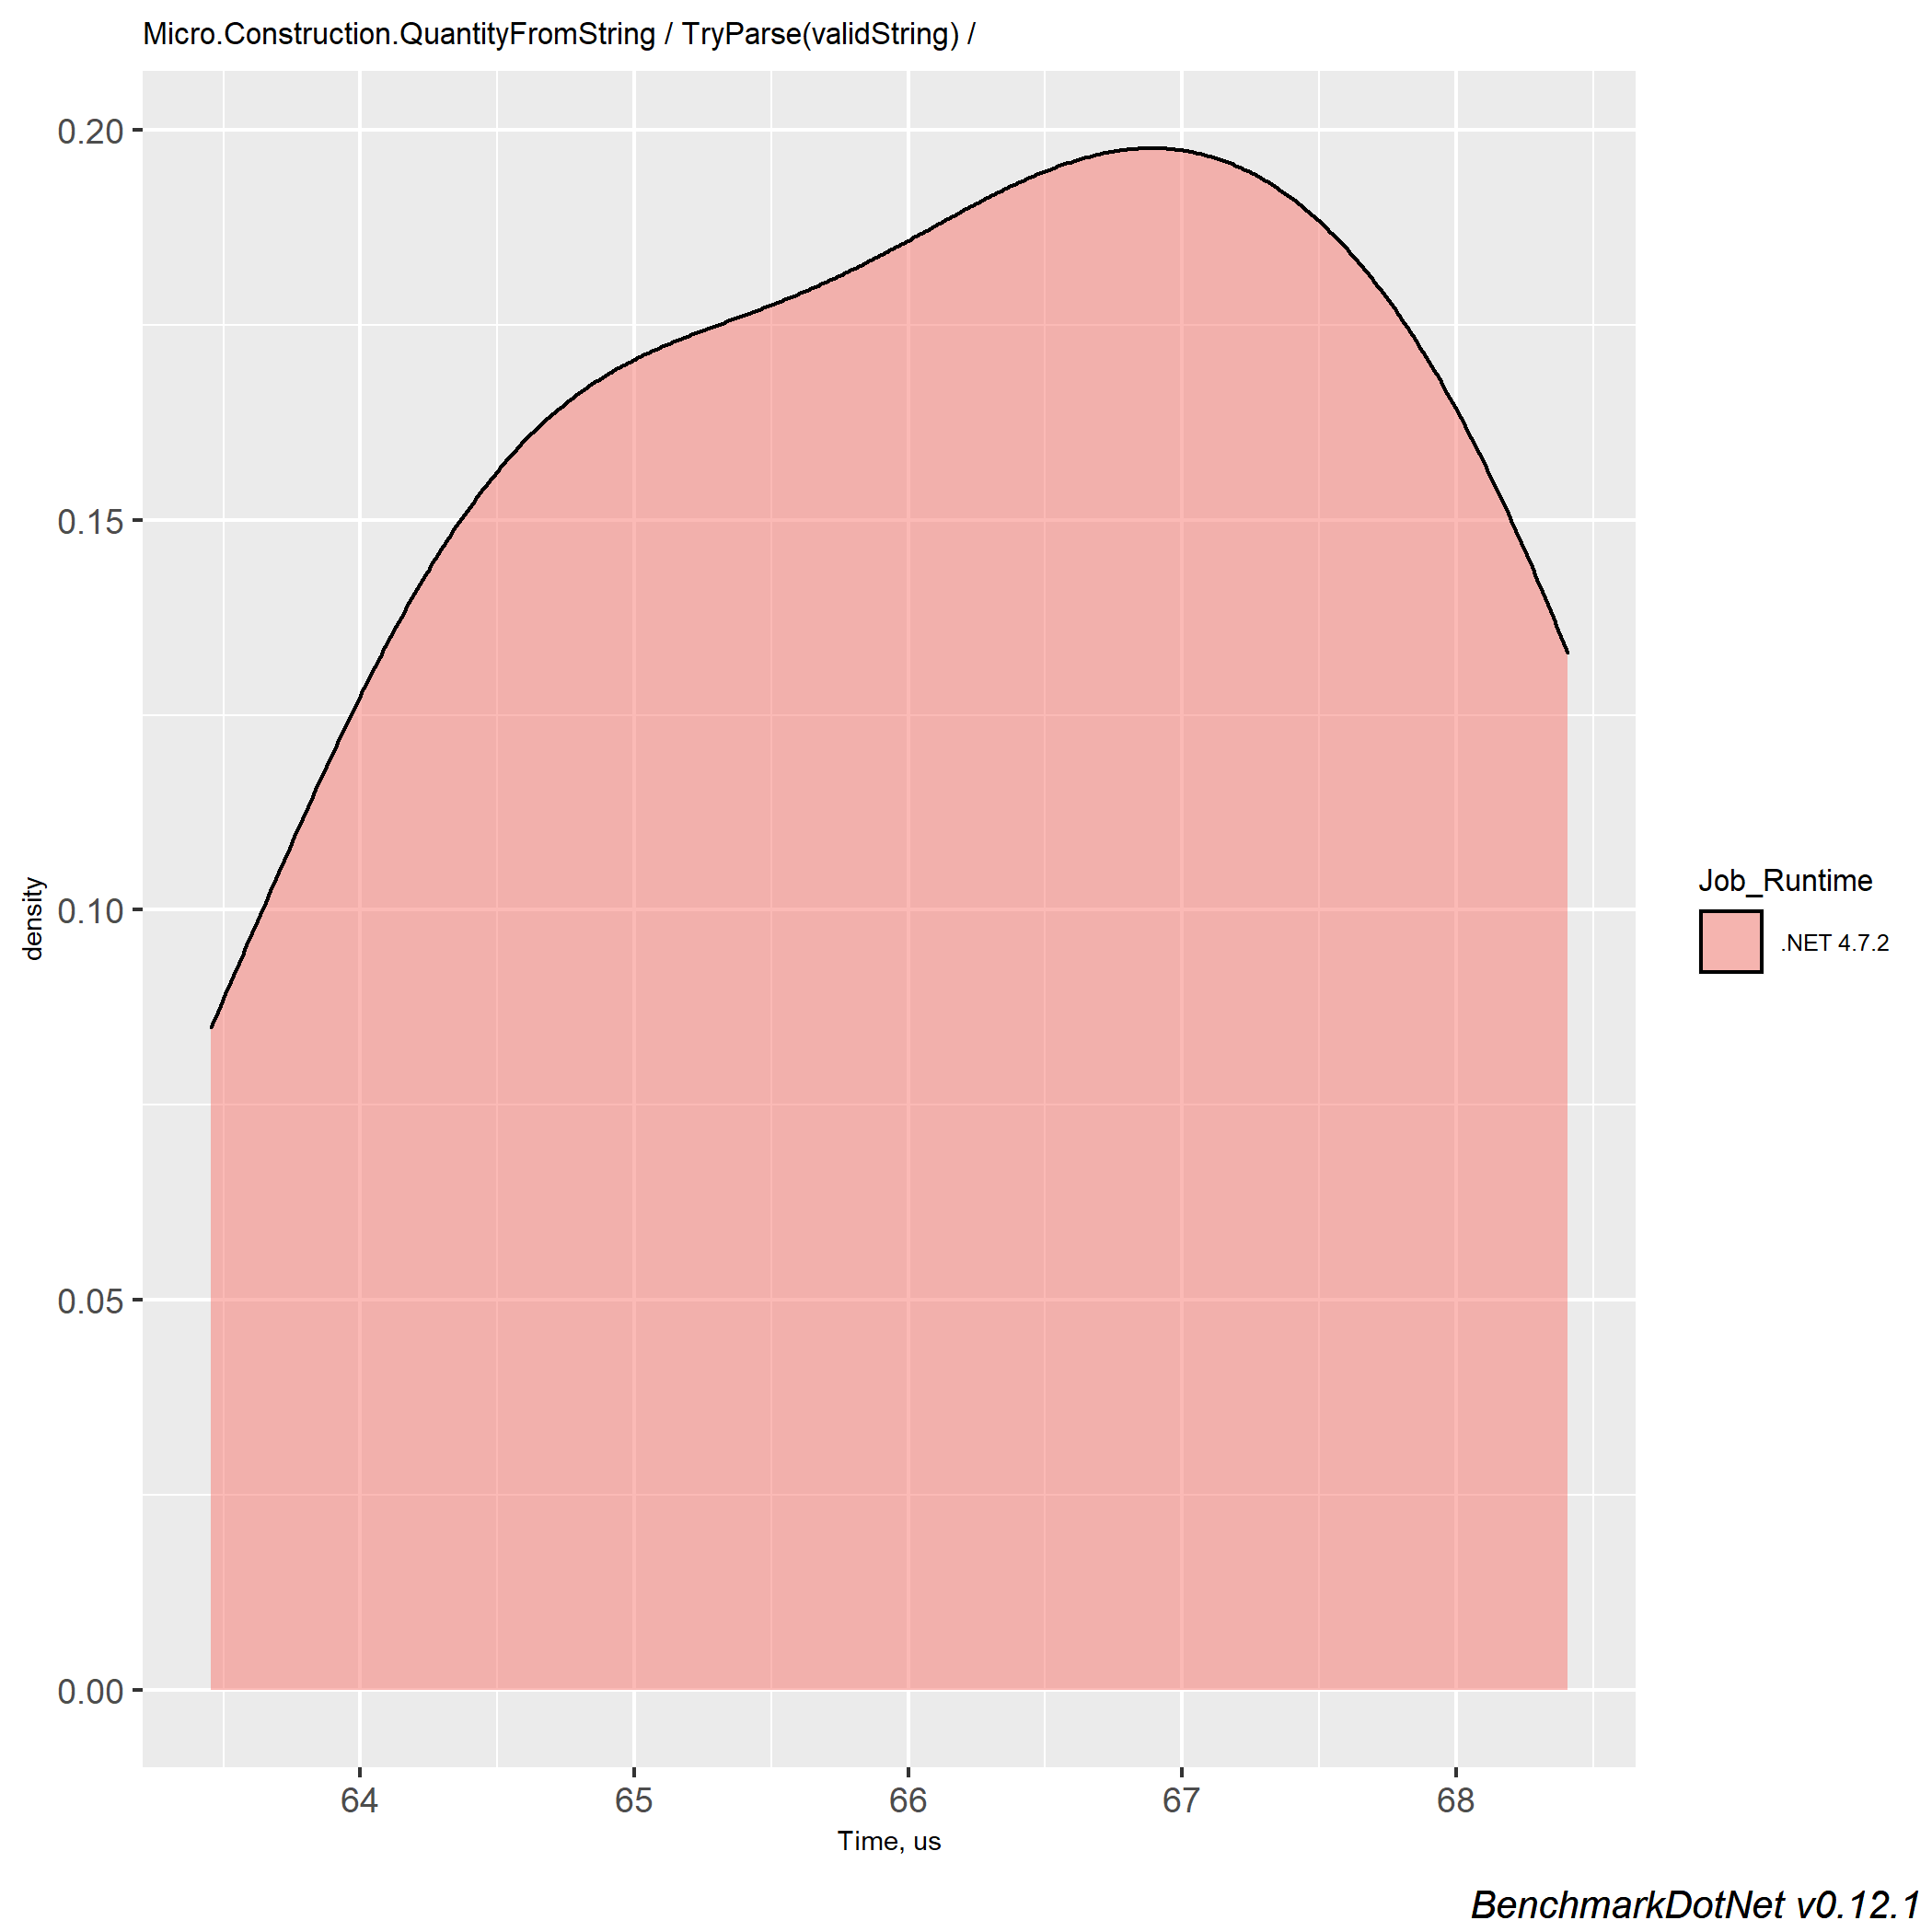 Micro.Construction.QuantityFromString / TryParse(validString) /
0.20
0.15
0.10
0.05
0.00
density
64 65 66 67 68
Time, us
Job_Runtime
.NET 4.7.2
BenchmarkDotNet v0.12.1